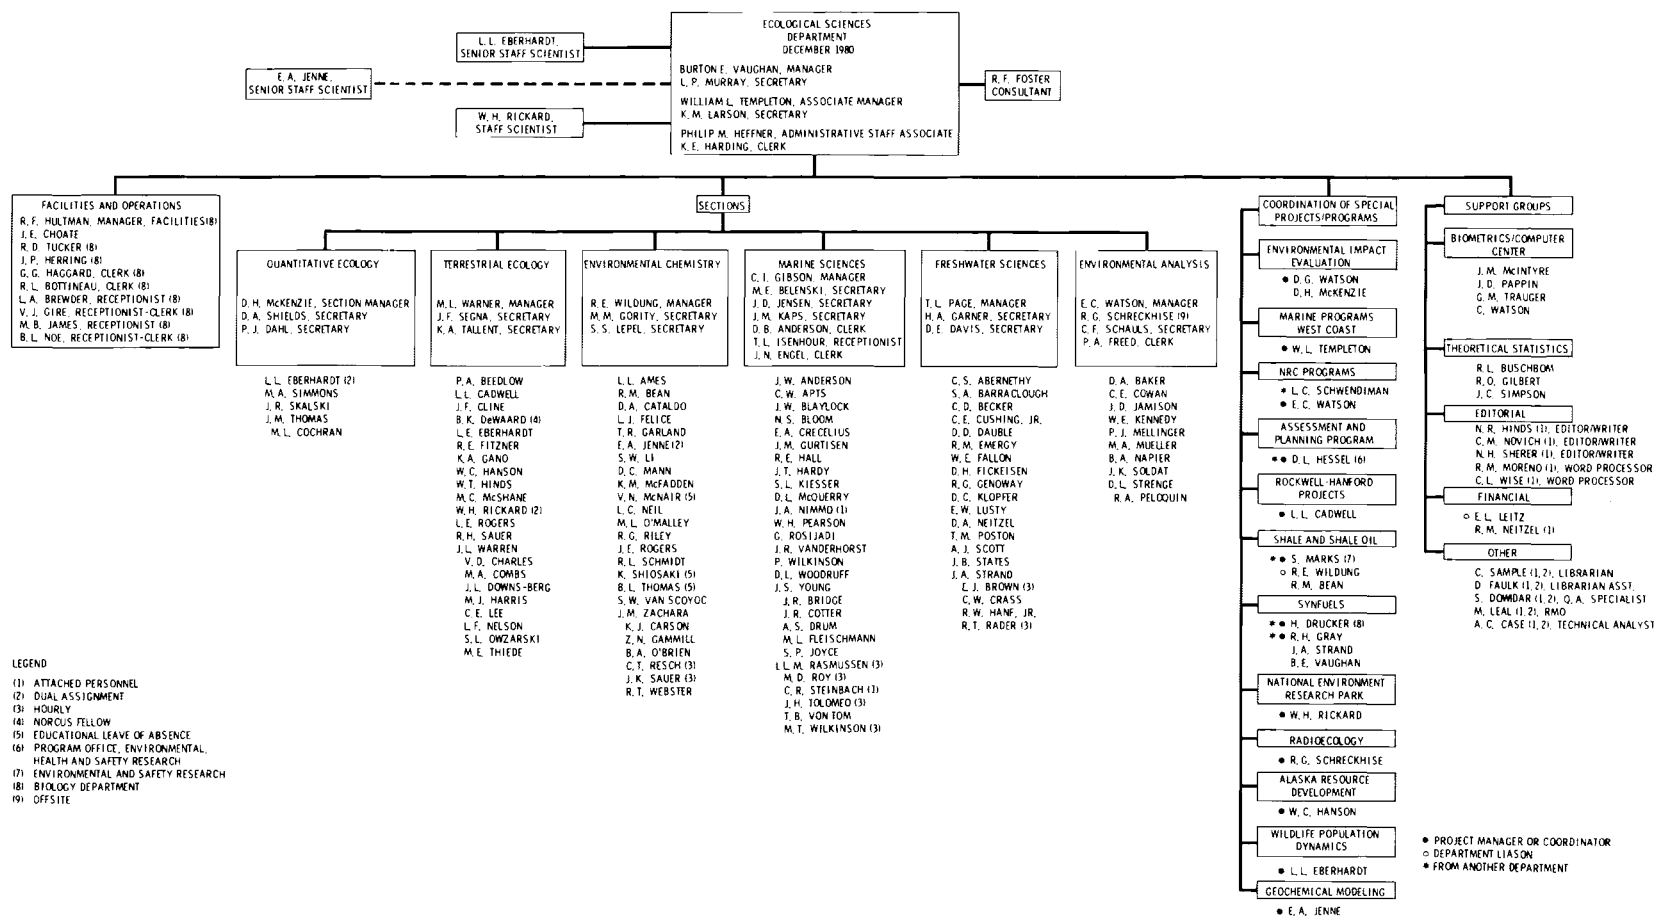 ECOLOGICAL SCIENCES
DEPARTMENT
DECEMBER 1980
BURTON E. VAUGHAN, MANAGER
L. P. MURRAY, SECRETARY
WILLIAM L. TEMPLETON, ASSOCIATE MANAGER
K. M. LARSON, SECRETARY
PHILIP M. HEFFNER, ADMINISTRATIVE STAFF ASSOCIATE
K. E. HARDING, CLERK
L. L. EBERHARDT,
SENIOR STAFF SCIENTIST
E. A. JENNE,
SENIOR STAFF SCIENTIST
W. H. RICKARD,
STAFF SCIENTIST
R. F. FOSTER
CONSULTANT
FACILITIES AND OPERATIONS
R. F. HULTMAN, MANAGER, FACILITIES(8)
J. E. CHOATE
R. D. TUCKER (8)
J. P. HERRING (8)
G. G. HAGGARD, CLERK (8)
R. L. BOTTINEAU, CLERK (8)
L. A. BREWDER, RECEPTIONIST (8)
V. J. GIRE, RECEPTIONIST-CLERK (8)
M. B. JAMES, RECEPTIONIST (8)
B. L. NOE, RECEPTIONIST-CLERK (8)
SECTIONS
QUANTITATIVE ECOLOGY
D. H. McKENZIE, SECTION MANAGER
D. A. SHIELDS, SECRETARY
P. J. DAHL, SECRETARY
L. L. EBERHARDT (2)
M. A. SIMMONS
J. R. SKALSKI
J. M. THOMAS
M. L. COCHRAN
TERRESTRIAL ECOLOGY
M. L. WARNER, MANAGER
J. F. SEGNA, SECRETARY
K. A. TALLENT, SECRETARY
P. A. BEEDLOW
L. L. CADWELL
J. F. CLINE
B. K. DeWAARD (4)
L. E. EBERHARDT
R. E. FITZNER
K. A. GANO
W. C. HANSON
W. T. HINDS
M. C. McSHANE
W. H. RICKARD (2)
L. E. ROGERS
R. H. SAUER
J. L. WARREN
V. D. CHARLES
M. A. COMBS
J. L. DOWNS-BERG
M. J. HARRIS
C. E. LEE
L. F. NELSON
S. L. OWZARSKI
M. E. THIEDE
ENVIRONMENTAL CHEMISTRY
R. E. WILDUNG, MANAGER
M. M. GORITY, SECRETARY
S. S. LEPEL, SECRETARY
L. L. AMES
R. M. BEAN
D. A. CATALDO
L. J. FELICE
T. R. GARLAND
E. A. JENNE(2)
S. W. LI
D. C. MANN
K. M. McFADDEN
V. N. McNAIR (5)
L. C. NEIL
M. L. O'MALLEY
R. G. RILEY
J. E. ROGERS
R. L. SCHMIDT
K. SHIOSAKI (5)
B. L. THOMAS (5)
S. W. VAN SCOYOC
J. M. ZACHARA
K. J. CARSON
Z. N. GAMMILL
B. A. O'BRIEN
C. T. RESCH (3)
J. K. SAUER (3)
R. T. WEBSTER
MARINE SCIENCES
C. I. GIBSON, MANAGER
M. E. BELENSKI, SECRETARY
J. D. JENSEN, SECRETARY
J. M. KAPS, SECRETARY
D. B. ANDERSON, CLERK
T. L. ISENHOUR, RECEPTIONIST
J. N. ENGEL, CLERK
J. W. ANDERSON
C. W. APTS
J. W. BLAYLOCK
N. S. BLOOM
E. A. CRECELIUS
J. M. GURTISEN
R. E. HALL
J. T. HARDY
S. L. KIESSER
D. L. McQUERRY
J. A. NIMMO (1)
W. H. PEARSON
G. ROSIJADI
J. R. VANDERHORST
P. WILKINSON
D. L. WOODRUFF
J. S. YOUNG
J. R. BRIDGE
J. R. COTTER
A. S. DRUM
M. L. FLEISCHMANN
S. P. JOYCE
L. L. M. RASMUSSEN (3)
M. D. ROY (3)
C. R. STEINBACH (1)
J. H. TOLOMEO (3)
T. B. VON TOM
M. T. WILKINSON (3)
FRESHWATER SCIENCES
T. L. PAGE, MANAGER
H. A. GARNER, SECRETARY
D. E. DAVIS, SECRETARY
C. S. ABERNETHY
S. A. BARRACLOUGH
C. D. BECKER
C. E. CUSHING, JR.
D. D. DAUBLE
R. M. EMERGY
W. E. FALLON
D. H. FICKEISEN
R. G. GENOWAY
D. C. KLOPFER
E. W. LUSTY
D. A. NEITZEL
T. M. POSTON
A. J. SCOTT
J. B. STATES
J. A. STRAND
E. J. BROWN (3)
C. W. CRASS
R. W. HANF, JR.
R. T. RADER (3)
ENVIRONMENTAL ANALYSIS
E. C. WATSON, MANAGER
R. G. SCHRECKHISE (9)
C. F. SCHAULS, SECRETARY
P. A. FREED, CLERK
D. A. BAKER
C. E. COWAN
J. D. JAMISON
W. E. KENNEDY
P. J. MELLINGER
M. A. MUELLER
B. A. NAPIER
J. K. SOLDAT
D. L. STRENGE
R. A. PELOQUIN
COORDINATION OF SPECIAL
PROJECTS/PROGRAMS
ENVIRONMENTAL IMPACT
EVALUATION
● D. G. WATSON
D. H. McKENZIE
MARINE PROGRAMS
WEST COAST
● W. L. TEMPLETON
NRC PROGRAMS
* L. C. SCHWENDIMAN
● E. C. WATSON
ASSESSMENT AND
PLANNING PROGRAM
* ● D. L. HESSEL (6)
ROCKWELL-HANFORD
PROJECTS
● L. L. CADWELL
SHALE AND SHALE OIL
* ● S. MARKS (7)
○ R. E. WILDUNG
R. M. BEAN
SYNFUELS
* ● H. DRUCKER (8)
* ● R. H. GRAY
J. A. STRAND
B. E. VAUGHAN
NATIONAL ENVIRONMENT
RESEARCH PARK
● W. H. RICKARD
RADIOECOLOGY
● R. G. SCHRECKHISE
ALASKA RESOURCE
DEVELOPMENT
● W. C. HANSON
WILDLIFE POPULATION
DYNAMICS
● L. L. EBERHARDT
GEOCHEMICAL MODELING
● E. A. JENNE
SUPPORT GROUPS
BIOMETRICS/COMPUTER
CENTER
J. M. McINTYRE
J. D. PAPPIN
G. M. TRAUGER
C. WATSON
THEORETICAL STATISTICS
R. L. BUSCHBOM
R. O. GILBERT
J. C. SIMPSON
EDITORIAL
N. R. HINDS (1), EDITOR/WRITER
C. M. NOVICH (1), EDITOR/WRITER
N. H. SHERER (1), EDITOR/WRITER
R. M. MORENO (1), WORD PROCESSOR
C. L. WISE (1), WORD PROCESSOR
FINANCIAL
○ E. L. LEITZ
R. M. NEITZEL (1)
OTHER
C. SAMPLE (1, 2), LIBRARIAN
D. FAULK (1, 2), LIBRARIAN ASST.
S. DOWDAR (1, 2), Q. A. SPECIALIST
M. LEAL (1, 2), RMO
A. C. CASE (1, 2), TECHNICAL ANALYST
LEGEND
(1) ATTACHED PERSONNEL
(2) DUAL ASSIGNMENT
(3) HOURLY
(4) NORCUS FELLOW
(5) EDUCATIONAL LEAVE OF ABSENCE
(6) PROGRAM OFFICE, ENVIRONMENTAL,
HEALTH AND SAFETY RESEARCH
(7) ENVIRONMENTAL AND SAFETY RESEARCH
(8) BIOLOGY DEPARTMENT
(9) OFFSITE
● PROJECT MANAGER OR COORDINATOR
○ DEPARTMENT LIASON
* FROM ANOTHER DEPARTMENT